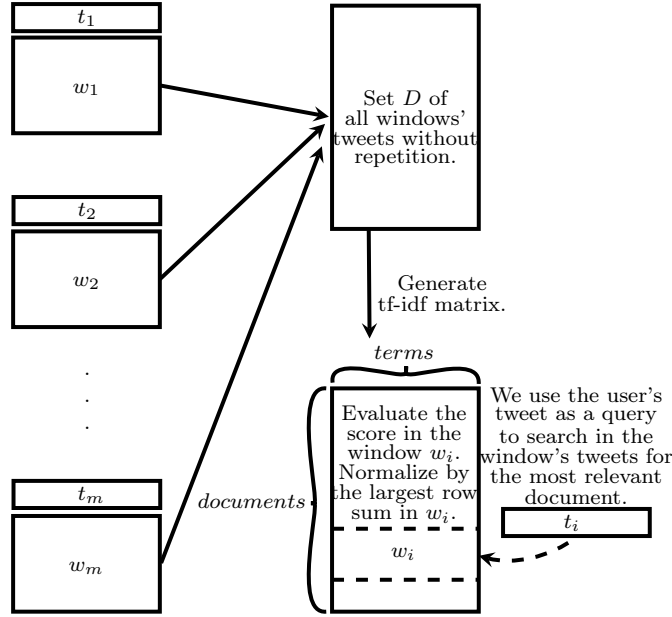 t₁
w₁
t₂
w₂
.
.
.
tₘ
wₘ
Set D of
all windows'
tweets without
repetition.
Generate
tf-idf matrix.
terms
documents
Evaluate the
score in the
window wᵢ.
Normalize by
the largest row
sum in wᵢ.
wᵢ
We use the user's
tweet as a query
to search in the
window's tweets for
the most relevant
document.
tᵢ